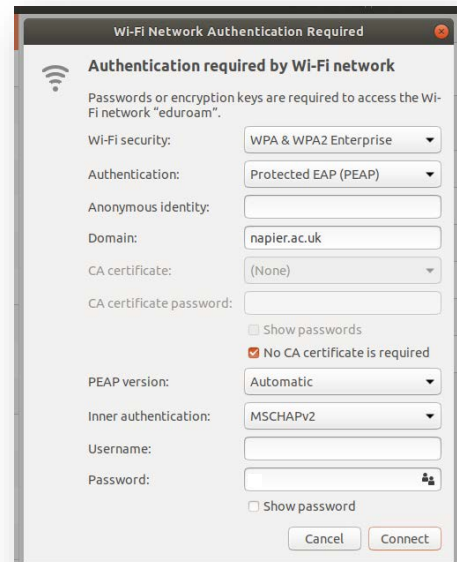 Wi-Fi Network Authentication Required
Authentication required by Wi-Fi network
Passwords or encryption keys are required to access the Wi-
Fi network "eduroam".
Wi-Fi security: WPA & WPA2 Enterprise
Authentication: Protected EAP (PEAP)
Anonymous identity:
Domain: napier.ac.uk
CA certificate: (None)
CA certificate password:
Show passwords
No CA certificate is required
PEAP version: Automatic
Inner authentication: MSCHAPv2
Username:
Password:
Show password
Cancel Connect